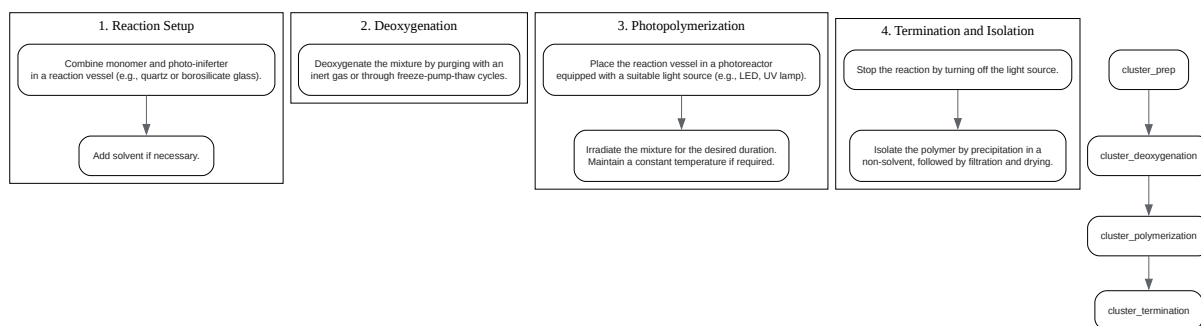 1. Reaction Setup
Combine monomer and photo-iniferter
in a reaction vessel (e.g., quartz or borosilicate glass).
Add solvent if necessary.
2. Deoxygenation
Deoxygenate the mixture by purging with an
inert gas or through freeze-pump-thaw cycles.
3. Photopolymerization
Place the reaction vessel in a photoreactor
equipped with a suitable light source (e.g., LED, UV lamp).
Irradiate the mixture for the desired duration.
Maintain a constant temperature if required.
4. Termination and Isolation
Stop the reaction by turning off the light source.
Isolate the polymer by precipitation in a
non-solvent, followed by filtration and drying.
cluster_prep
cluster_deoxygenation
cluster_polymerization
cluster_termination